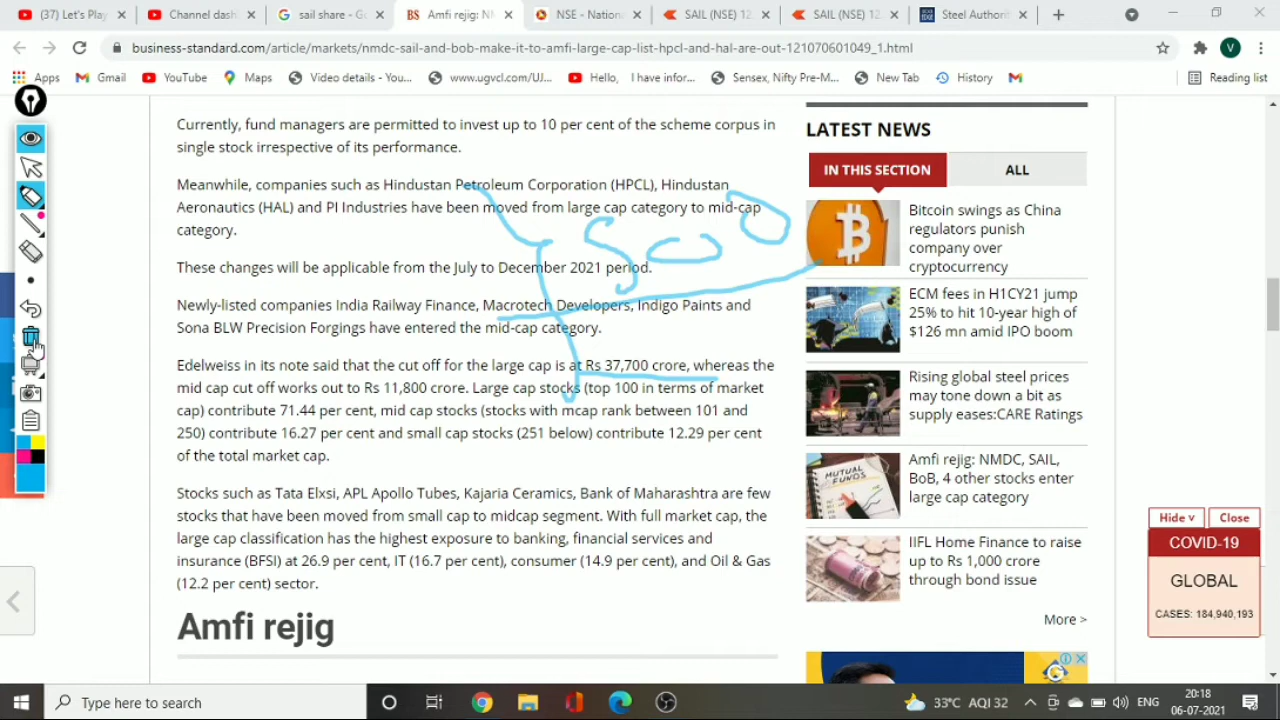 (37) Let's Play
Channel dash
sail share - Go
Amfi rejig: NM
NSE - Nationa
SAIL (NSE) 12
SAIL (NSE) 12.
Steel Authorit
business-standard.com/article/markets/nmdc-sail-and-bob-make-it-to-amfi-large-cap-list-hpcl-and-hal-are-out-121070601049_1.html
V
Apps
Gmail
YouTube
Maps
Video details - You...
www.ugvcl.com/UJ...
Hello, I have infor...
Sensex, Nifty Pre-M...
New Tab
History
Reading list
Currently, fund managers are permitted to invest up to 10 per cent of the scheme corpus in
single stock irrespective of its performance.
Meanwhile, companies such as Hindustan Petroleum Corporation (HPCL), Hindustan
Aeronautics (HAL) and PI Industries have been moved from large cap category to mid-cap
category.
These changes will be applicable from the July to December 2021 period.
Newly-listed companies India Railway Finance, Macrotech Developers, Indigo Paints and
Sona BLW Precision Forgings have entered the mid-cap category.
Edelweiss in its note said that the cut off for the large cap is at Rs 37,700 crore, whereas the
mid cap cut off works out to Rs 11,800 crore. Large cap stocks (top 100 in terms of market
cap) contribute 71.44 per cent, mid cap stocks (stocks with mcap rank between 101 and
250) contribute 16.27 per cent and small cap stocks (251 below) contribute 12.29 per cent
of the total market cap.
Stocks such as Tata Elxsi, APL Apollo Tubes, Kajaria Ceramics, Bank of Maharashtra are few
stocks that have been moved from small cap to midcap segment. With full market cap, the
large cap classification has the highest exposure to banking, financial services and
insurance (BFSI) at 26.9 per cent, IT (16.7 per cent), consumer (14.9 per cent), and Oil & Gas
(12.2 per cent) sector.
Amfi rejig
LATEST NEWS
IN THIS SECTION
ALL
Bitcoin swings as China
regulators punish
company over
cryptocurrency
ECM fees in H1CY21 jump
25% to hit 10-year high of
$126 mn amid IPO boom
Rising global steel prices
may tone down a bit as
supply eases:CARE Ratings
MUTUAL
FUNDS
Amfi rejig: NMDC, SAIL,
BoB, 4 other stocks enter
large cap category
IIFL Home Finance to raise
up to Rs 1,000 crore
through bond issue
More >
Hide v
Close
COVID-19
GLOBAL
CASES: 184,940,193
Type here to search
33°C AQI 32
ENG
20:18
06-07-2021